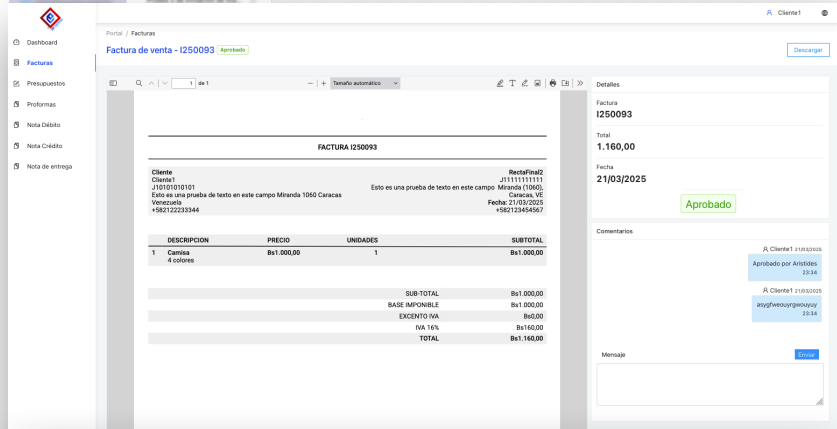 Cliente1
Dashboard
Facturas
Presupuestos
Proformas
Nota Débito
Nota Crédito
Nota de entrega
Portal / Facturas
Factura de venta - I250093 Aprobado
Descargar
1 de 1
Tamaño automático
FACTURA I250093
Cliente
Cliente1
J10101010101
Esto es una prueba de texto en este campo Miranda 1060 Caracas
Venezuela
+582122233344
RectaFinal2
J11111111111
Esto es una prueba de texto en este campo Miranda (1060),
Caracas, VE
Fecha: 21/03/2025
+582123454567
DESCRIPCION PRECIO UNIDADES SUBTOTAL
1 Camisa Bs1.000,00 1 Bs1.000,00
4 colores
SUB-TOTAL Bs1.000,00
BASE IMPONIBLE Bs1.000,00
EXCENTO IVA Bs0,00
IVA 16% Bs160,00
TOTAL Bs1.160,00
Detalles
Factura
I250093
Total
1.160,00
Fecha
21/03/2025
Aprobado
Comentarios
Cliente1 21/03/2025
Aprobado por Aristides
23:34
Cliente1 21/03/2025
asygfweouyrgwouyuy
23:34
Mensaje
Enviar